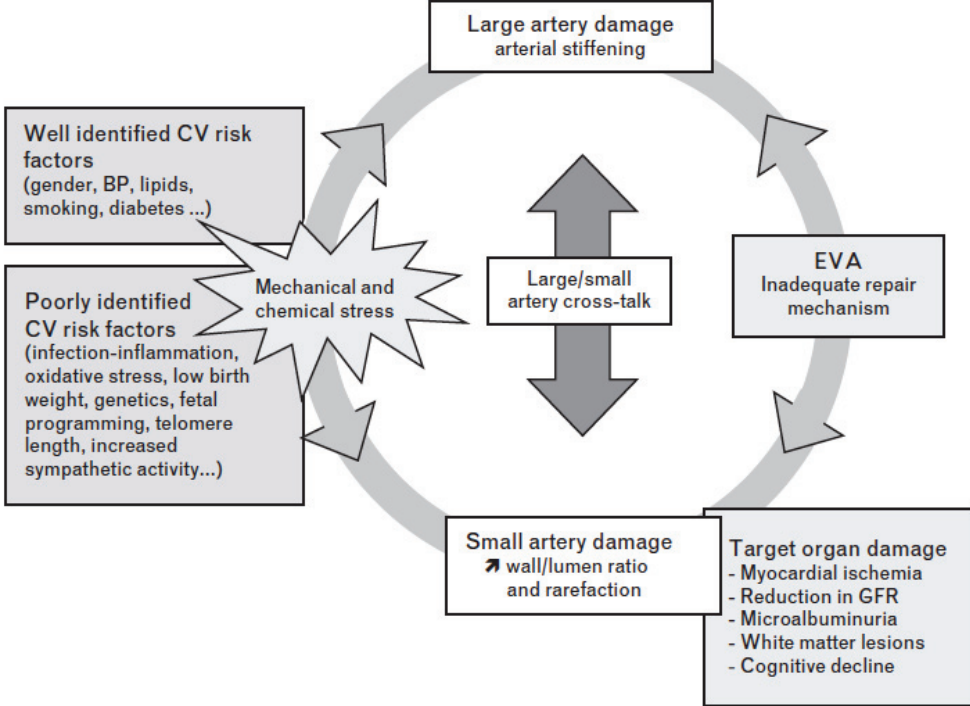 Large artery damage
arterial stiffening
Well identified CV risk
factors
(gender, BP, lipids,
smoking, diabetes ...)
Mechanical and
chemical stress
Poorly identified
CV risk factors
(infection-inflammation,
oxidative stress, low birth
weight, genetics, fetal
programming, telomere
length, increased
sympathetic activity...)
Large/small
artery cross-talk
EVA
Inadequate repair
mechanism
Small artery damage
↗ wall/lumen ratio
and rarefaction
Target organ damage
- Myocardial ischemia
- Reduction in GFR
- Microalbuminuria
- White matter lesions
- Cognitive decline